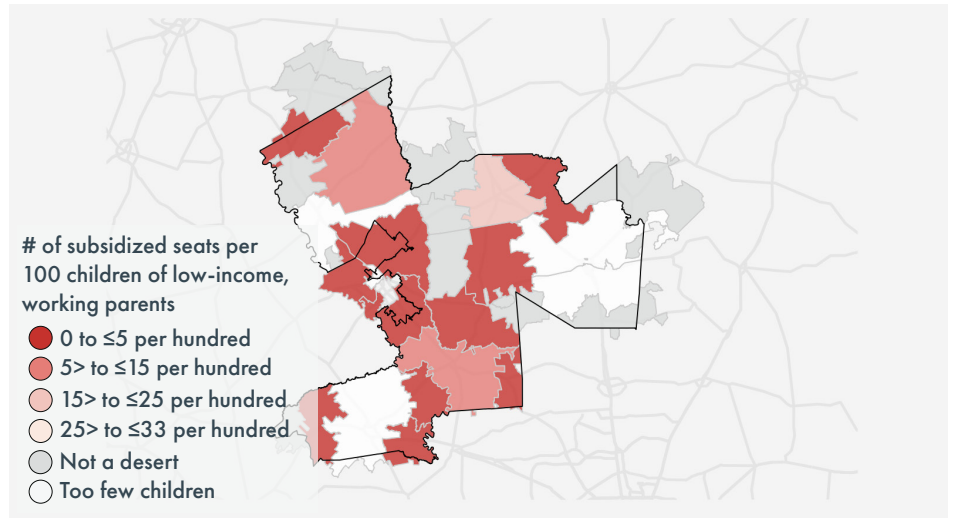 # of subsidized seats per
100 children of low-income,
working parents
0 to ≤5 per hundred
5> to ≤15 per hundred
15> to ≤25 per hundred
25> to ≤33 per hundred
Not a desert
Too few children